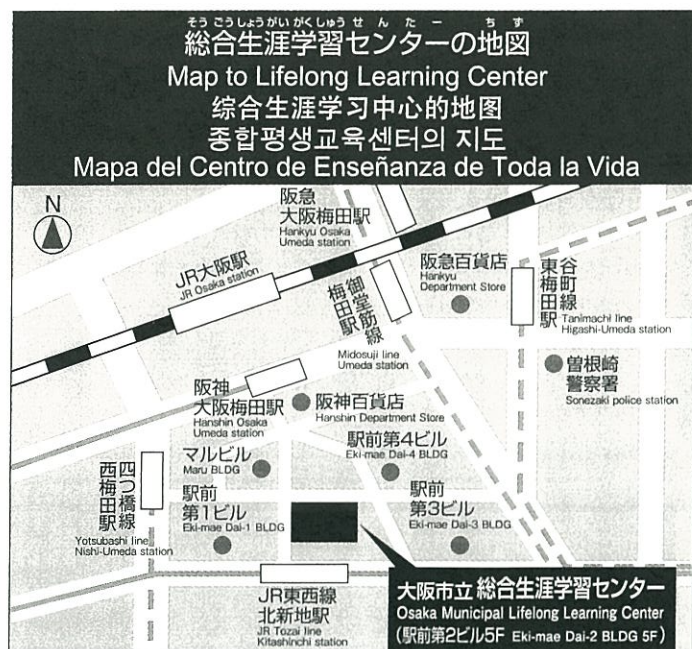 そうごうしょうがいがくしゅうせんたー ちず
総合生涯学習センターの地図
Map to Lifelong Learning Center
综合生涯学习中心的地图
종합평생교육센터의 지도
Mapa del Centro de Enseñanza de Toda la Vida
N
阪急
大阪梅田駅
Hankyu Osaka
Umeda station
JR大阪駅
JR Osaka station
御堂筋線
梅田駅
Midosuji line
Umeda station
阪急百貨店
Hankyu
Department Store
谷町線
東梅田駅
Tanimachi line
Higashi-Umeda station
曽根崎
警察署
Sonezaki police station
阪神
大阪梅田駅
Hanshin Osaka
Umeda station
阪神百貨店
Hanshin Department Store
マルビル
Maru BLDG
駅前第4ビル
Eki-mae Dai-4 BLDG
四つ橋線
西梅田駅
Yotsubashi line
Nishi-Umeda station
駅前
第1ビル
Eki-mae Dai-1 BLDG
駅前
第3ビル
Eki-mae Dai-3 BLDG
JR東西線
北新地駅
JR Tozai line
Kitashinchi station
大阪市立 総合生涯学習センター
Osaka Municipal Lifelong Learning Center
(駅前第2ビル5F Eki-mae Dai-2 BLDG 5F)